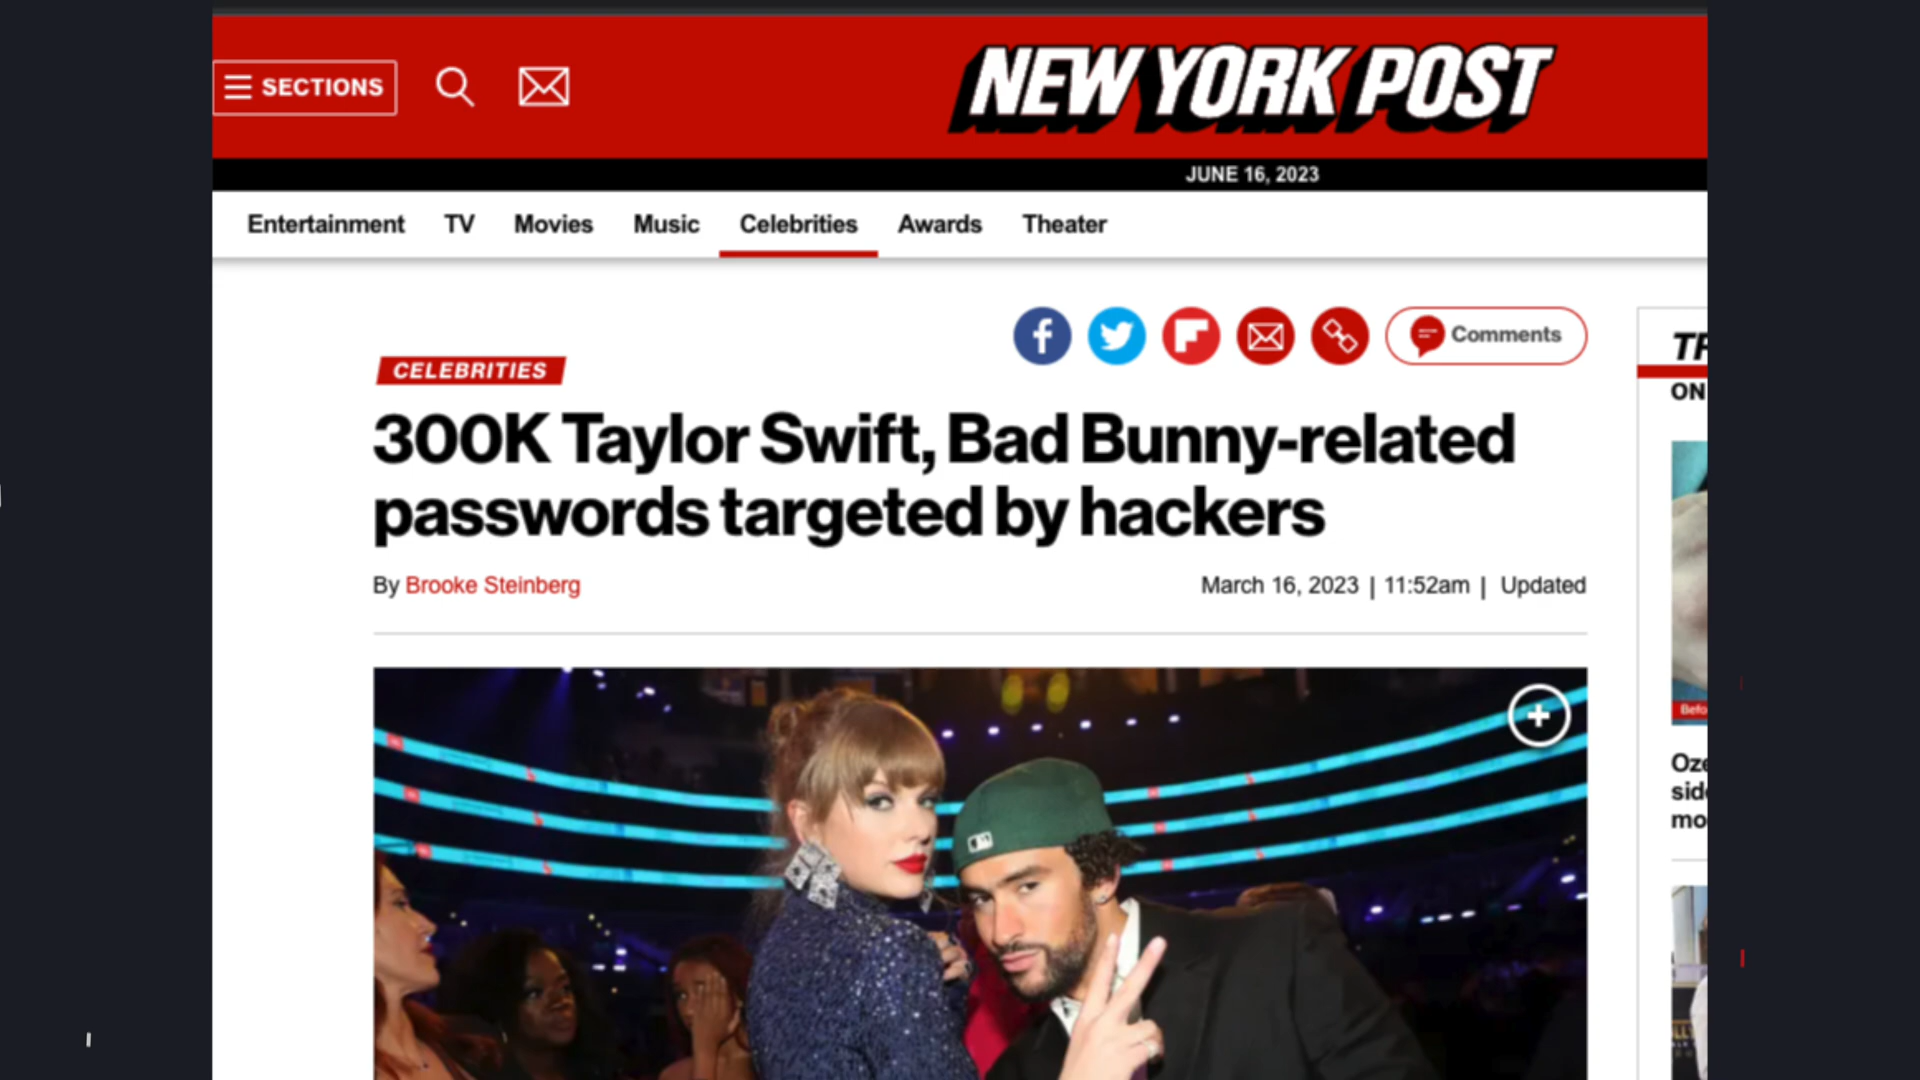 SECTIONS
NEW YORK POST
JUNE 16, 2023
Entertainment TV Movies Music Celebrities Awards Theater
Comments
CELEBRITIES
300K Taylor Swift, Bad Bunny-related
passwords targeted by hackers
By Brooke Steinberg
March 16, 2023 | 11:52am | Updated
ON